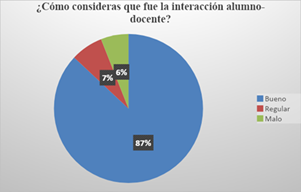 ¿Cómo consideras que fue la interacción alumno-
docente?
6%
7%
87%
Bueno
Regular
Malo